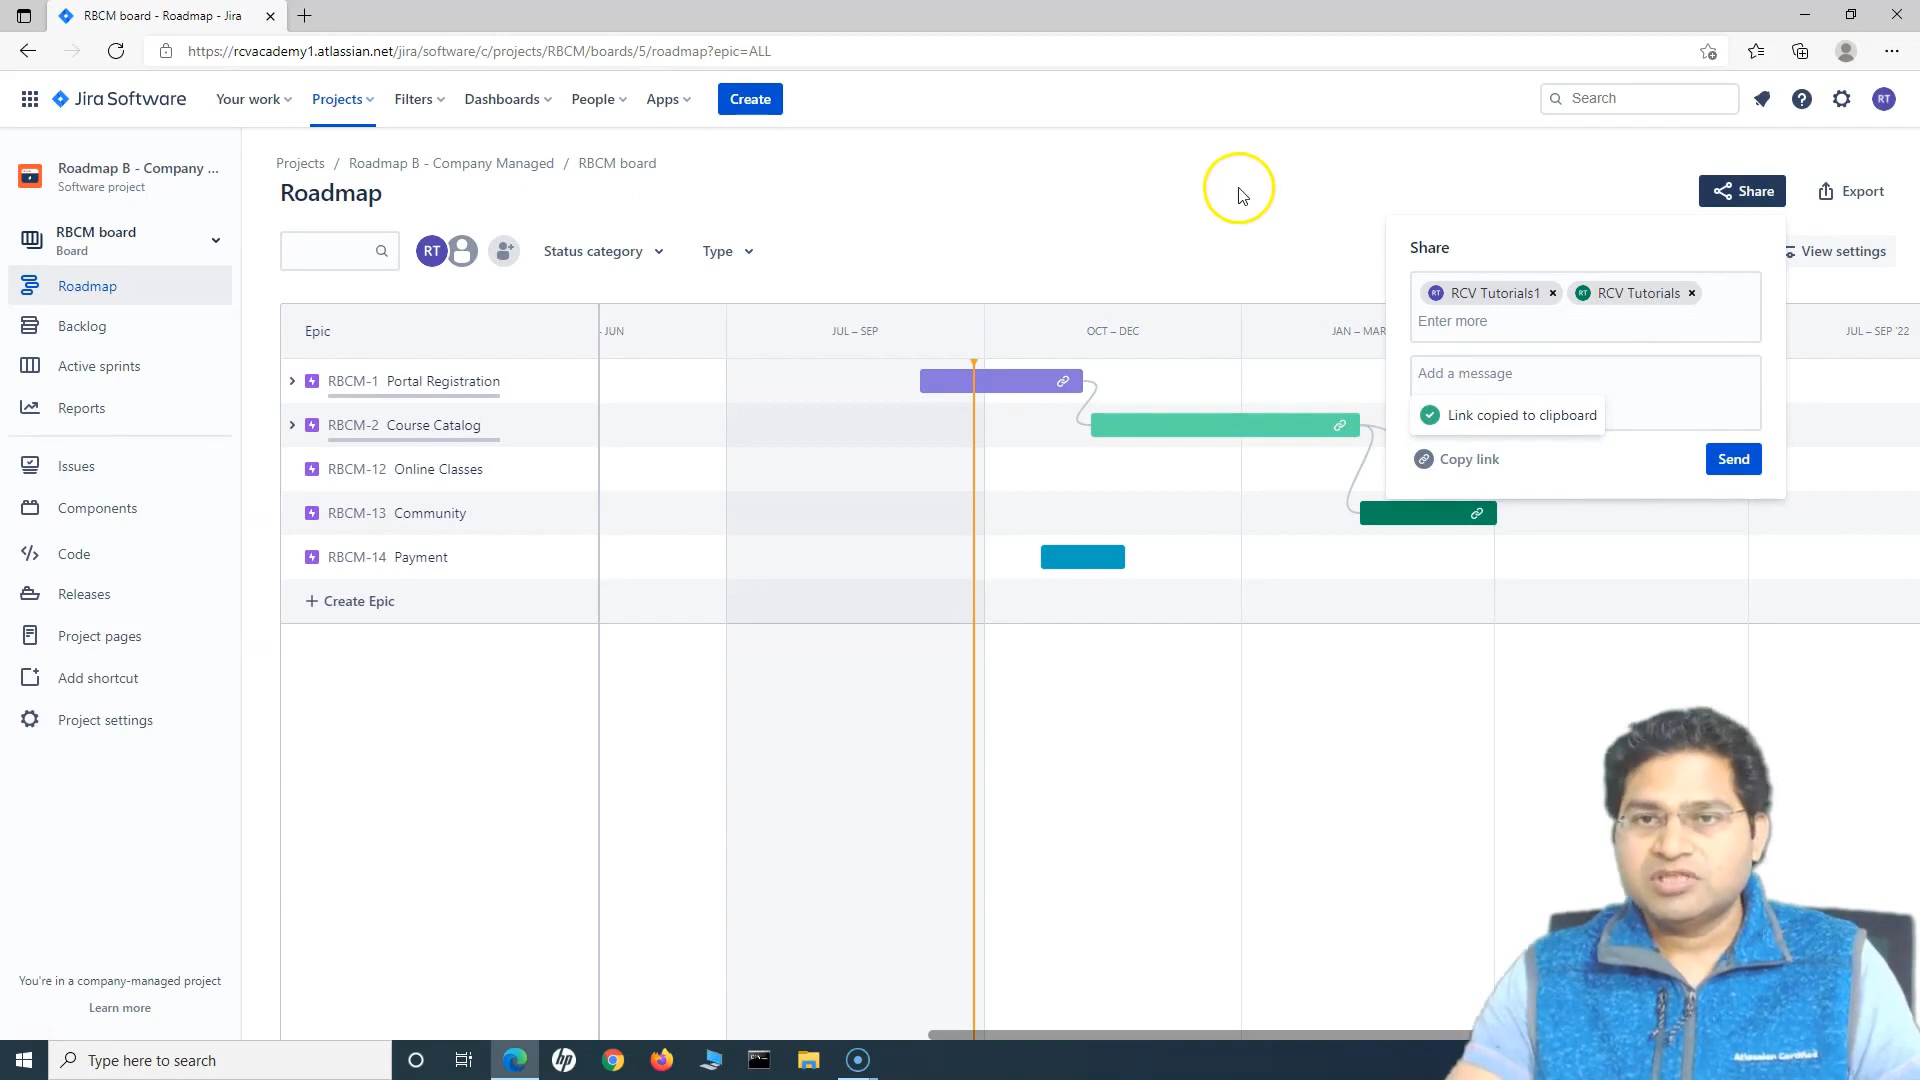 RBCM board - Roadmap - Jira
https://rcvacademy1.atlassian.net/jira/software/c/projects/RBCM/boards/5/roadmap?epic=ALL
Jira Software
Your work
Projects
Filters
Dashboards
People
Apps
Create
Search
RT
Roadmap B - Company ...
Software project
RBCM board
Board
Roadmap
Backlog
Active sprints
Reports
Issues
Components
Code
Releases
Project pages
Add shortcut
Project settings
You're in a company-managed project
Learn more
Projects / Roadmap B - Company Managed / RBCM board
Roadmap
Share
Export
RT
Status category
Type
View settings
Share
RT RCV Tutorials1 ×
RT RCV Tutorials ×
Enter more
Add a message
Link copied to clipboard
Copy link
Send
Epic
- JUN
JUL – SEP
OCT – DEC
JAN – MAR
JUL – SEP '22
RBCM-1 Portal Registration
RBCM-2 Course Catalog
RBCM-12 Online Classes
RBCM-13 Community
RBCM-14 Payment
+ Create Epic
Atlassian Certified
Type here to search
hp